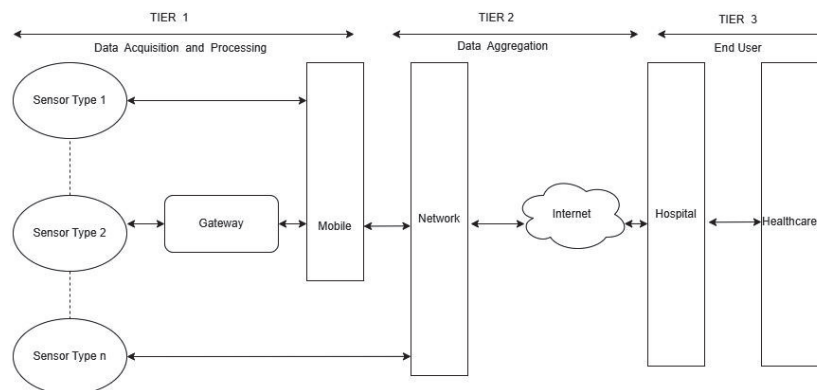 TIER 1
TIER 2
TIER 3
Data Acquisition and Processing
Data Aggregation
End User
Sensor Type 1
Sensor Type 2
Gateway
Mobile
Network
Internet
Hospital
Healthcare
Sensor Type n